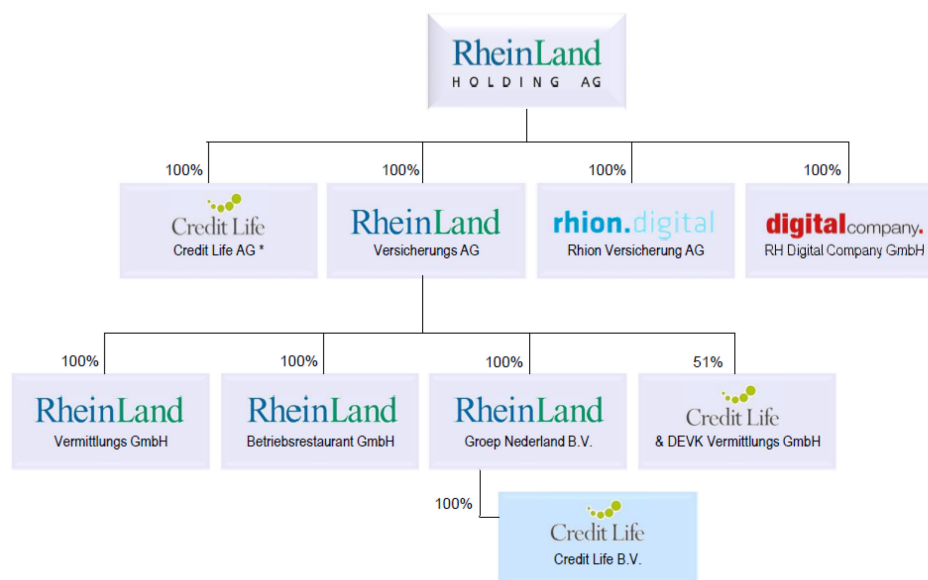 RheinLand
HOLDING AG
100%
100%
100%
100%
Credit Life
Credit Life AG *
RheinLand
Versicherungs AG
rhion.digital
Rhion Versicherung AG
digitalcompany.
RH Digital Company GmbH
100%
100%
100%
51%
RheinLand
Vermittlungs GmbH
RheinLand
Betriebsrestaurant GmbH
RheinLand
Groep Nederland B.V.
Credit Life
& DEVK Vermittlungs GmbH
100%
Credit Life
Credit Life B.V.